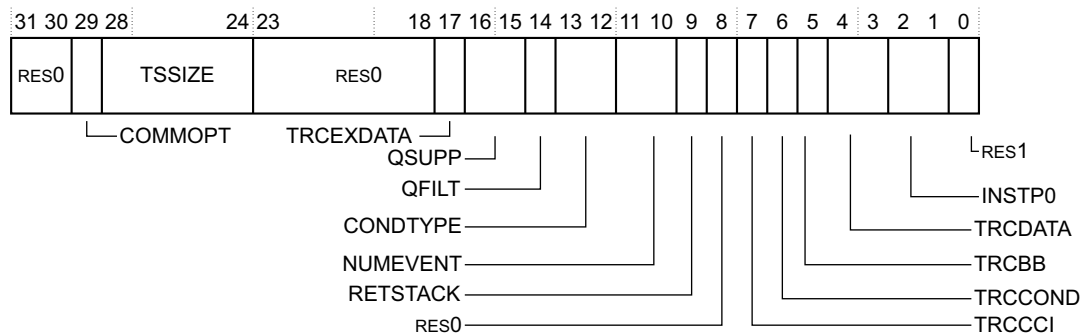 31 30 29 28 24 23 18 17 16 15 14 13 12 11 10 9 8 7 6 5 4 3 2 1 0
RES0 TSSIZE RES0
COMMOPT TRCEXDATA
QSUPP RES1
QFILT INSTP0
CONDTYPE TRCDATA
NUMEVENT TRCBB
RETSTACK TRCCOND
RES0 TRCCCI